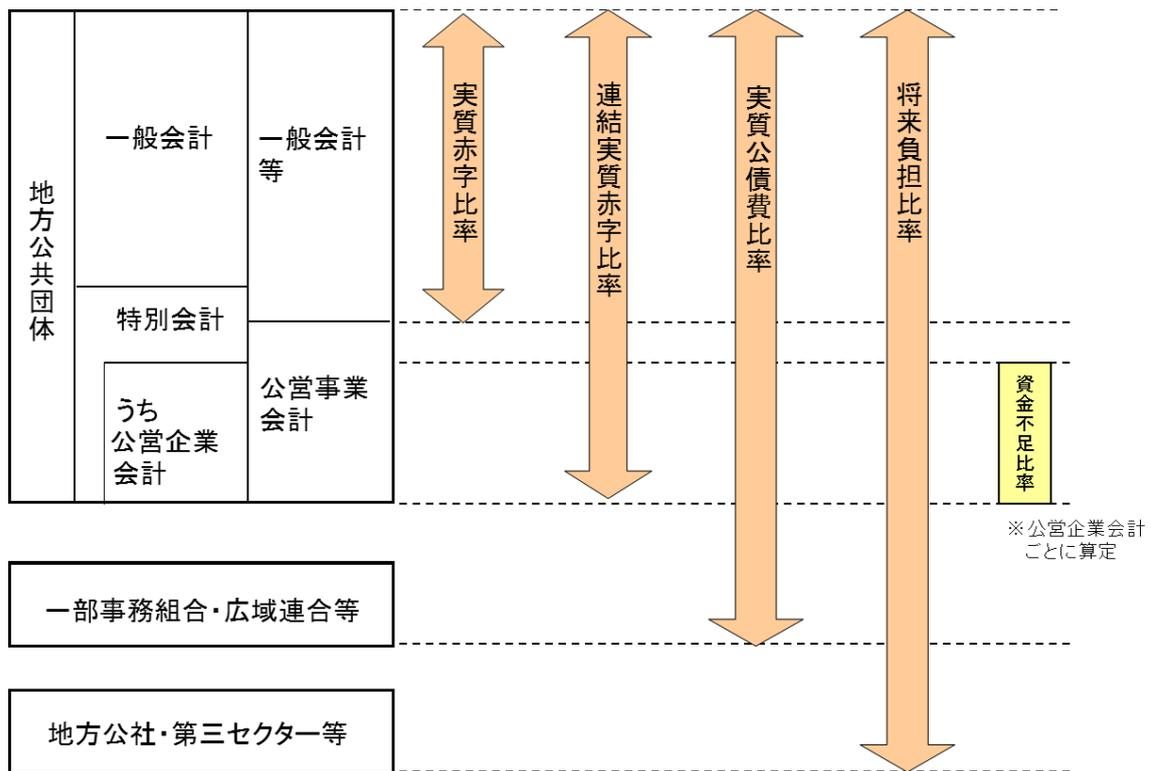 地方公共団体
一般会計
一般会計
等
特別会計
うち
公営企業
会計
公営事業
会計
実質赤字比率
連結実質赤字比率
実質公債費比率
将来負担比率
資金不足比率
※公営企業会計
ごとに算定
一部事務組合・広域連合等
地方公社・第三セクター等